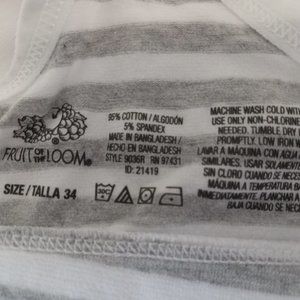 FRUIT OF THE LOOM®
SIZE/TALLA 34
95% COTTON / ALGODÓN
5% SPANDEX
MADE IN BANGLADESH /
HECHO EN BANGLADESH
STYLE 9036R RN 97431
ID: 21419
MACHINE WASH COLD WITH
USE ONLY NON-CHLORINE
NEEDED. TUMBLE DRY
PROMPTLY. LOW IRON
LAVAR A MÁQUINA CON AGUA
SIMILARES. USAR SOLAMENTE
SIN CLORO CUANDO SE NECES
MÁQUINA A TEMPERATURA BA
INMEDIATAMENTE. PLANCHAR A
BAJA CUANDO SE NECE